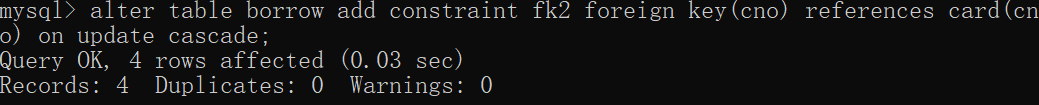 mysql> alter table borrow add constraint fk2 foreign key(cno) references card(cn
o) on update cascade;
Query OK, 4 rows affected (0.03 sec)
Records: 4  Duplicates: 0  Warnings: 0